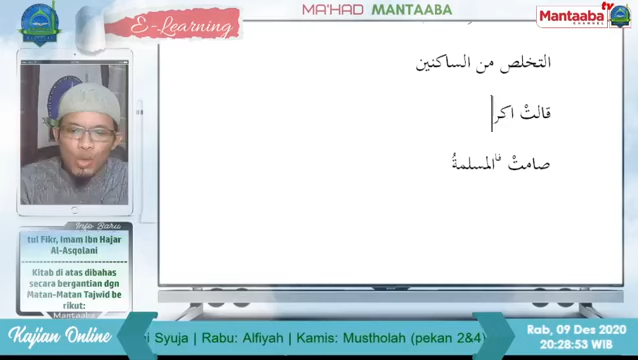 E-Learning
MA'HAD MANTAABA
Mantaaba tv
CHANNEL
التخلص من الساكنين
قالتْ اكر
صامتْ المسلمةُ
Info Baru
tul Fikr, Imam ibn Hajar
Al-Asqolani
Kitab di atas dibahas
secara bergantian dgn
Matan-Matan Tajwid be
rikut:
Mantaaba
Kajian Online
i Syuja | Rabu: Alfiyah | Kamis: Mustholah (pekan 2&4)
Rab, 09 Des 2020
20:28:53 WIB